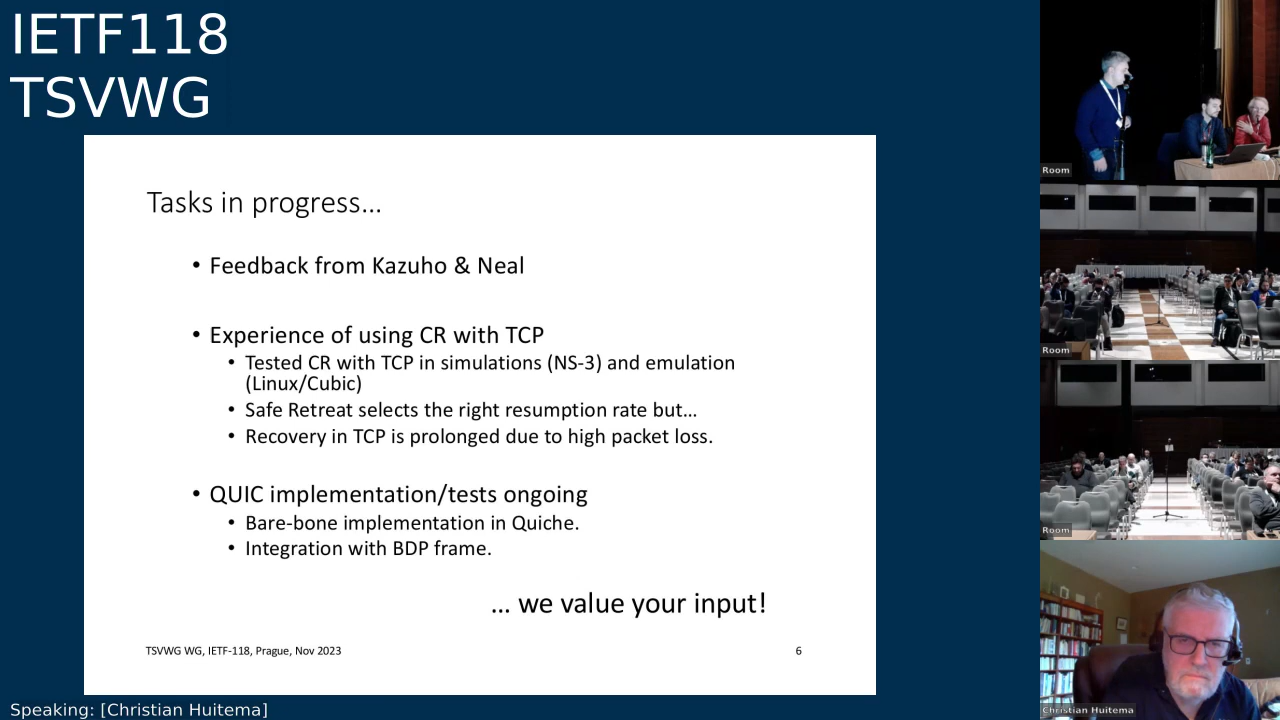 IETF118
TSVWG
Tasks in progress...
• Feedback from Kazuho & Neal
• Experience of using CR with TCP
• Tested CR with TCP in simulations (NS-3) and emulation
(Linux/Cubic)
• Safe Retreat selects the right resumption rate but...
• Recovery in TCP is prolonged due to high packet loss.
• QUIC implementation/tests ongoing
• Bare-bone implementation in Quiche.
• Integration with BDP frame.
... we value your input!
TSVWG WG, IETF-118, Prague, Nov 2023
6
Room
Room
Room
Christian Huitema
Speaking: [Christian Huitema]